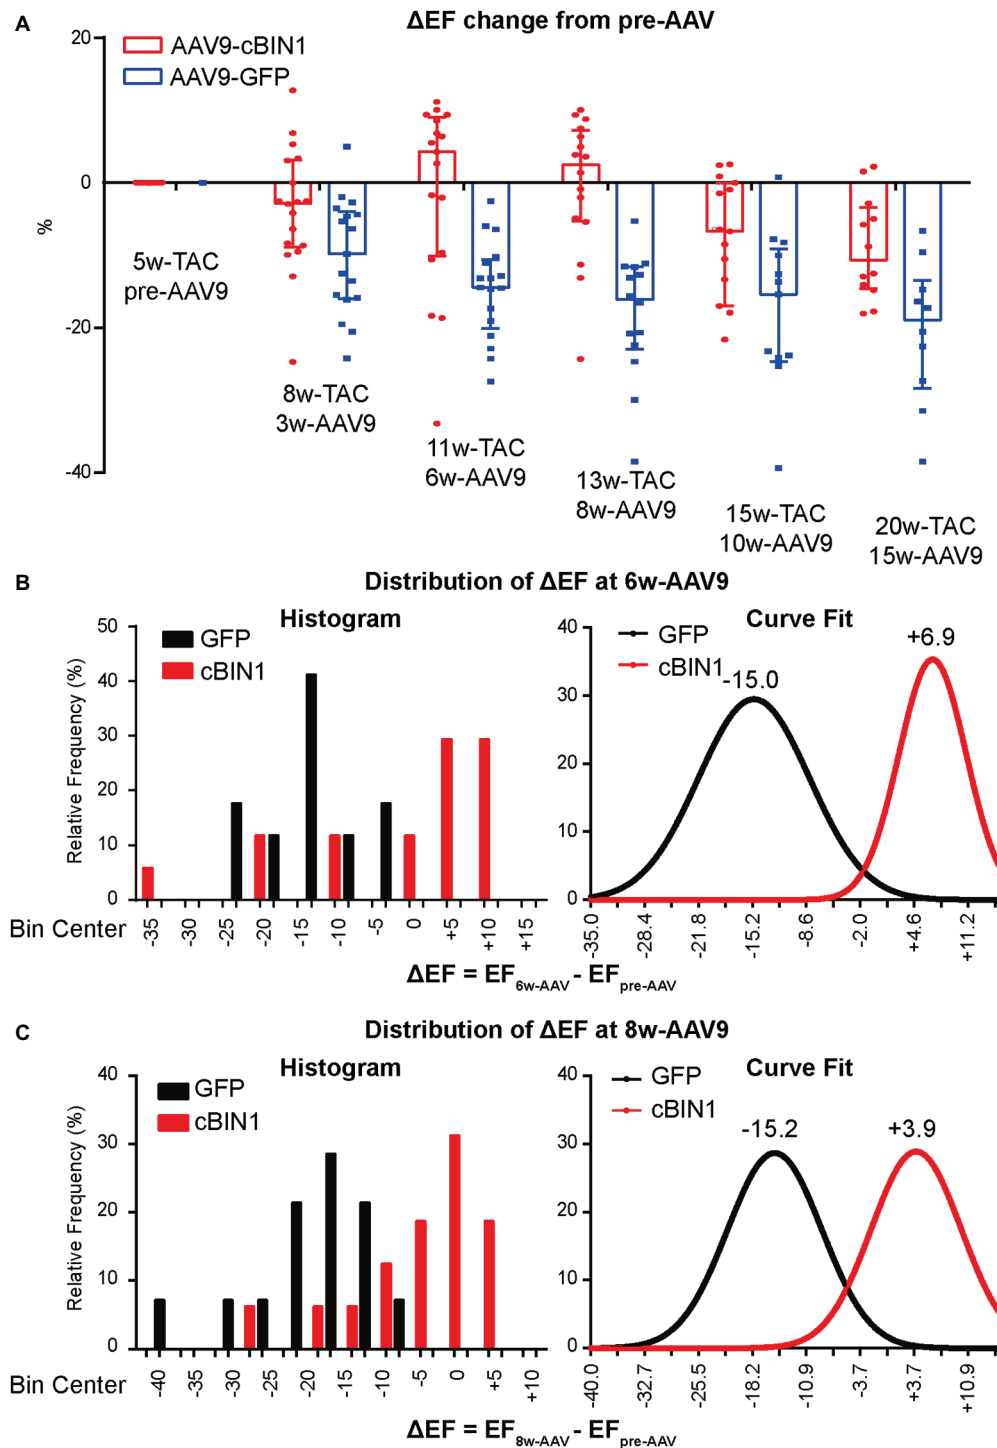 A
ΔEF change from pre-AAV
AAV9-cBIN1
AAV9-GFP
20
0
-20
-40
%
5w-TAC
pre-AAV9
8w-TAC
3w-AAV9
11w-TAC
6w-AAV9
13w-TAC
8w-AAV9
15w-TAC
10w-AAV9
20w-TAC
15w-AAV9
B
Distribution of ΔEF at 6w-AAV9
Histogram
GFP
cBIN1
Relative Frequency (%)
50
40
30
20
10
0
Bin Center
-35 -30 -25 -20 -15 -10 -5 0 +5 +10 +15
Curve Fit
GFP
cBIN1
-15.0
+6.9
40
30
20
10
0
-35.0 -28.4 -21.8 -15.2 -8.6 -2.0 +4.6 +11.2
ΔEF = EF6w-AAV - EFpre-AAV
C
Distribution of ΔEF at 8w-AAV9
Histogram
GFP
cBIN1
Relative Frequency (%)
40
30
20
10
0
Bin Center
-40 -35 -30 -25 -20 -15 -10 -5 0 +5 +10
Curve Fit
GFP
cBIN1
-15.2
+3.9
40
30
20
10
0
-40.0 -32.7 -25.5 -18.2 -10.9 -3.7 +3.7 +10.9
ΔEF = EF8w-AAV - EFpre-AAV